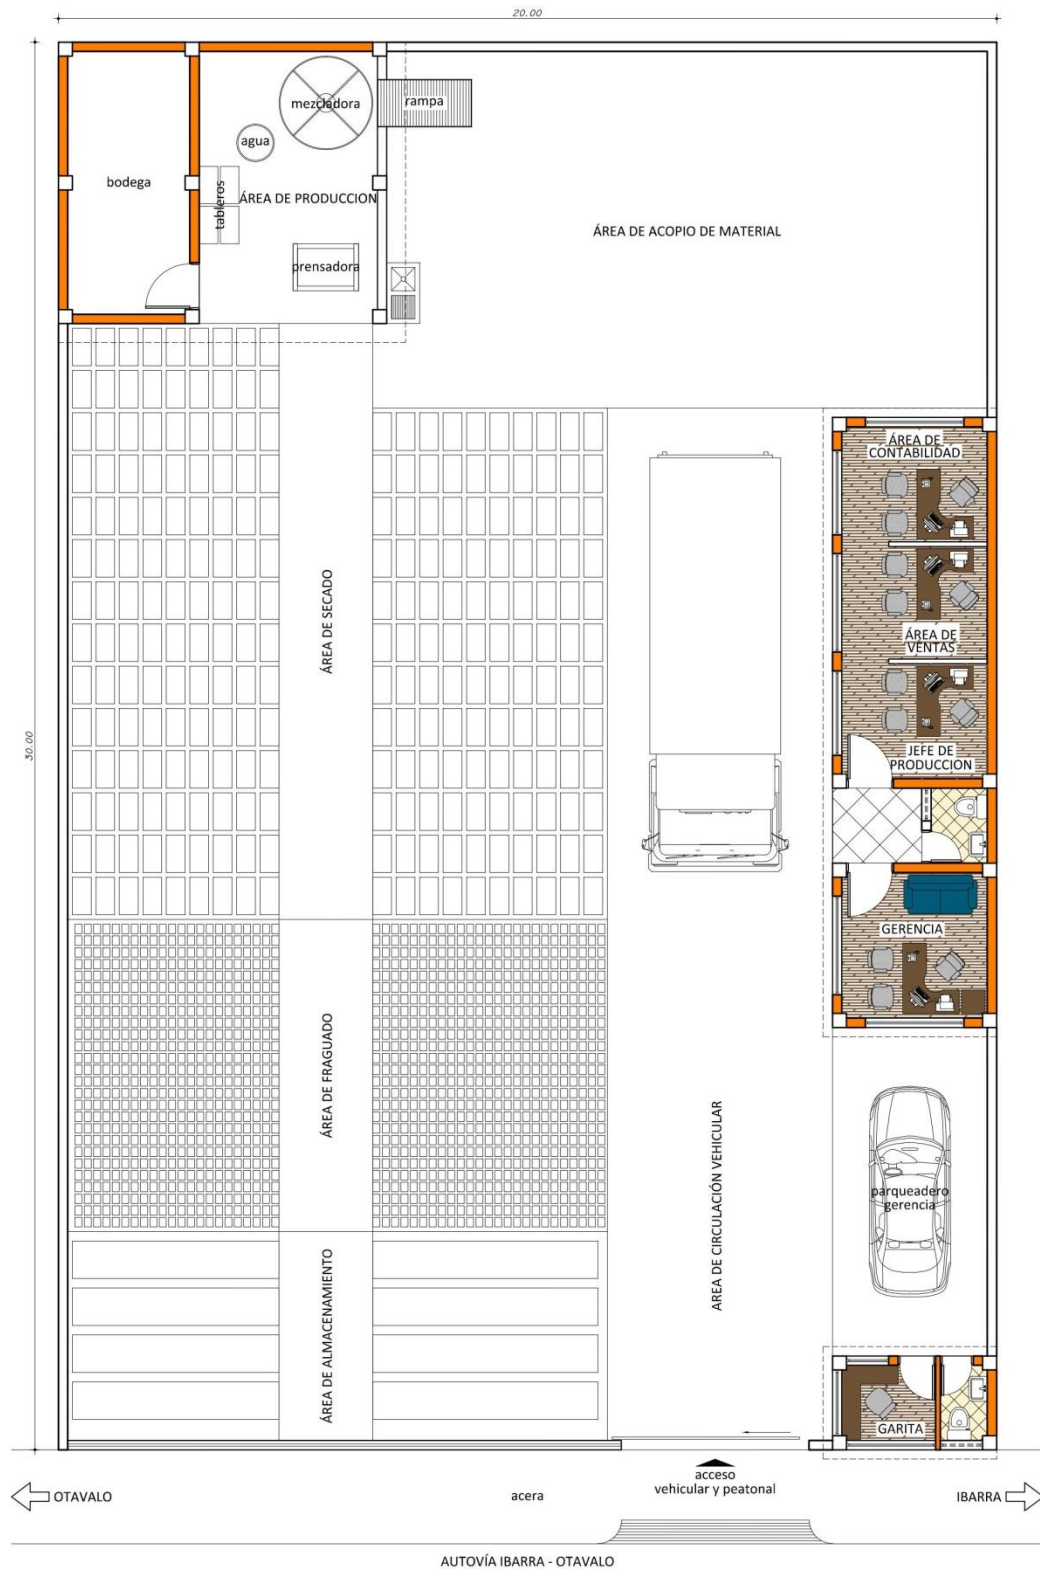 20.00
mezcladora
rampa
agua
bodega
tableros
ÁREA DE PRODUCCION
ÁREA DE ACOPIO DE MATERIAL
prensadora
ÁREA DE
CONTABILIDAD
ÁREA DE SECADO
ÁREA DE
VENTAS
30.00
JEFE DE
PRODUCCION
GERENCIA
ÁREA DE FRAGUADO
AREA DE CIRCULACIÓN VEHICULAR
parqueadero
gerencia
ÁREA DE ALMACENAMIENTO
GARITA
acceso
vehicular y peatonal
OTAVALO
acera
IBARRA
AUTOVÍA IBARRA - OTAVALO